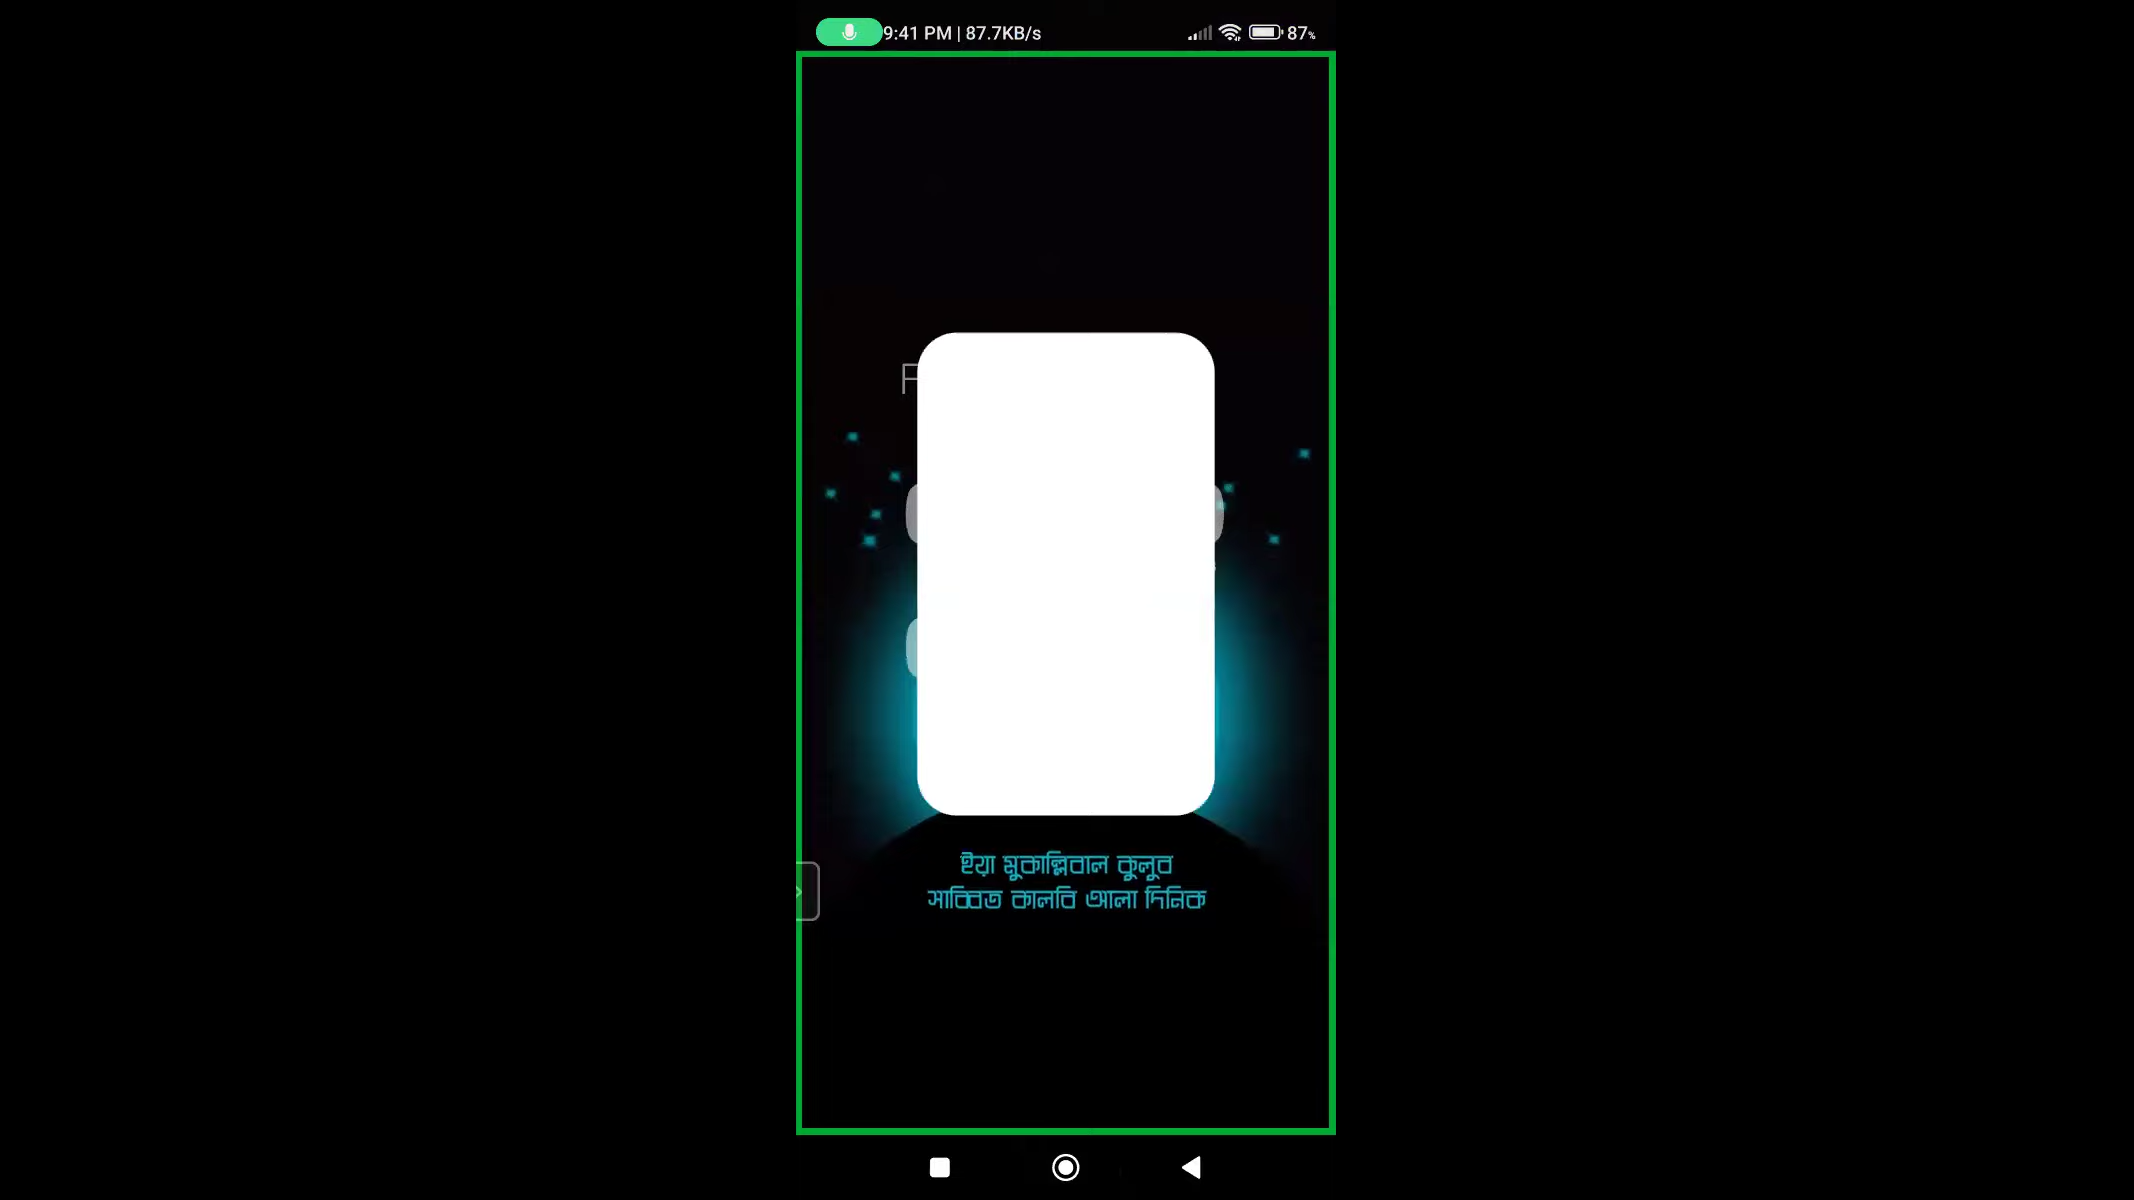 9:41 PM | 87.7KB/s 87%
ইয়া মুকাল্লিবাল কুলুব
সাব্বিত কালবি আলা দিনিক